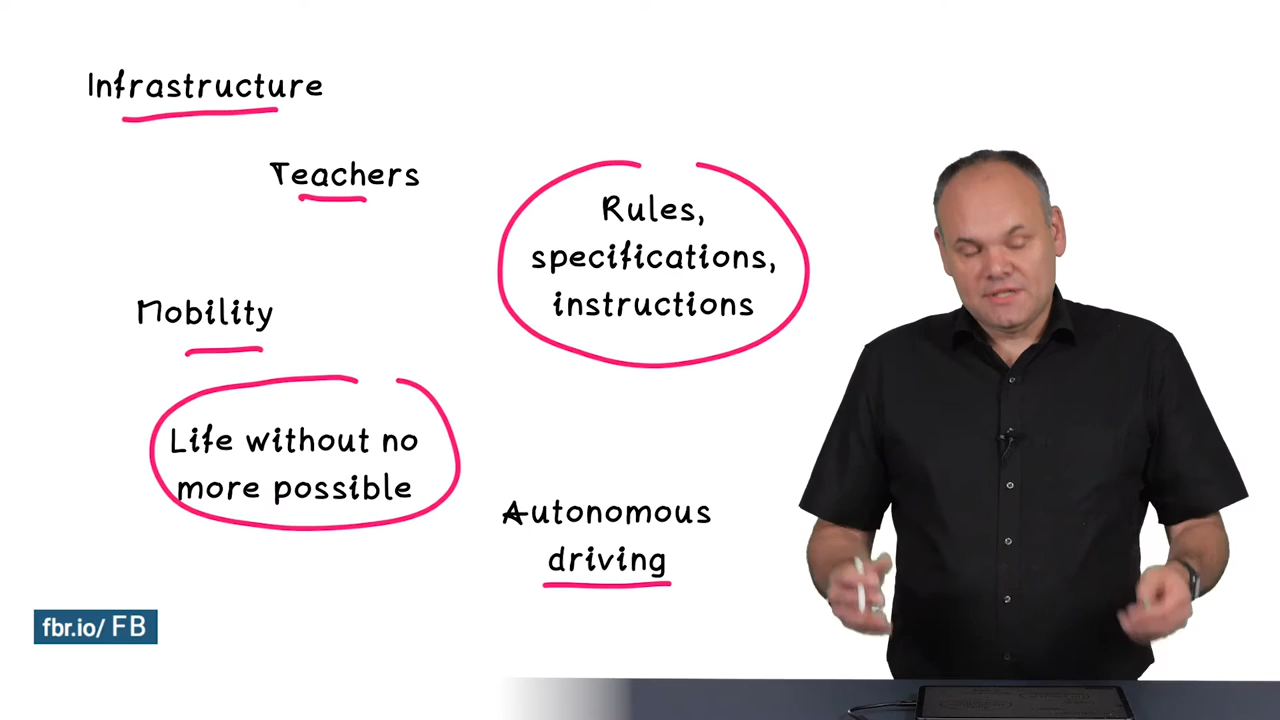 Infrastructure
Teachers
Rules,
specifications,
instructions
Mobility
Life without no
more possible
Autonomous
driving
fbr.io/ FB